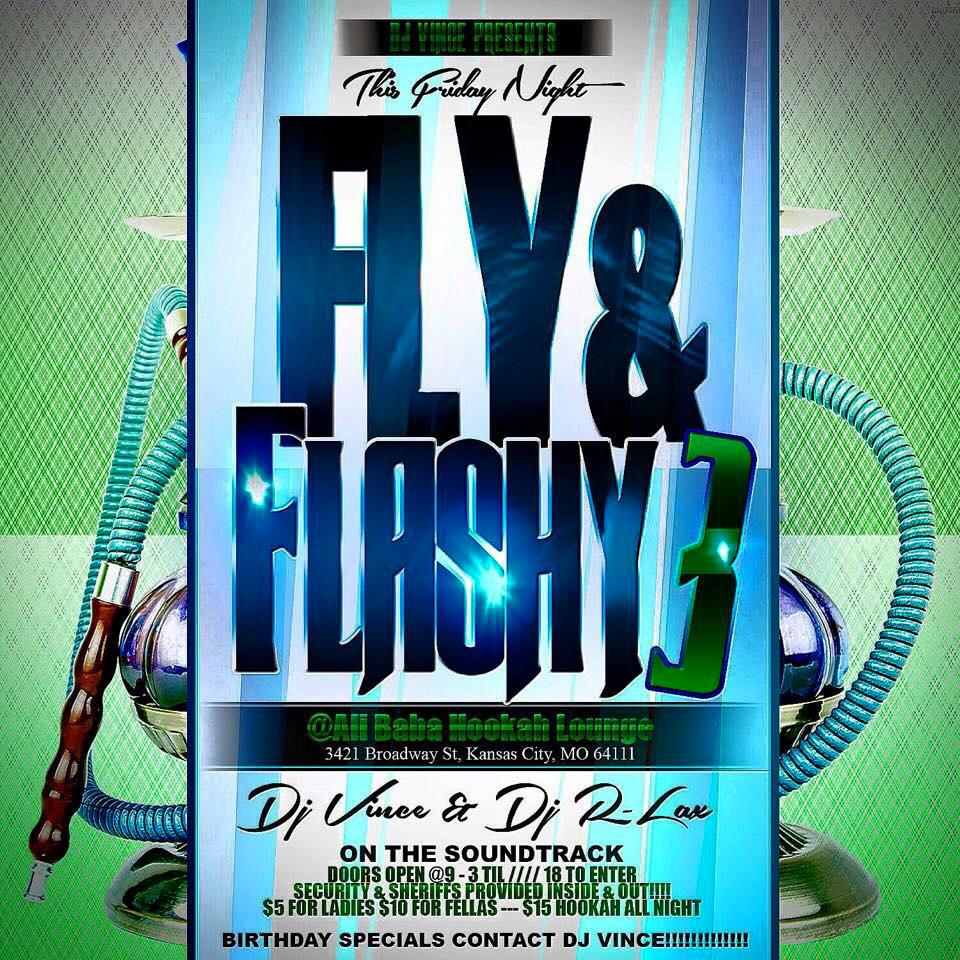 DJ VINCE PRESENTS
This Friday Night
FLY &
FLASHY 3
@Ali Baba Hookah Lounge
3421 Broadway St, Kansas City, MO 64111
Dj Vince & Dj R-Lax
ON THE SOUNDTRACK
DOORS OPEN @9 - 3 TIL //// 18 TO ENTER
SECURITY & SHERIFFS PROVIDED INSIDE & OUT!!!!
$5 FOR LADIES $10 FOR FELLAS --- $15 HOOKAH ALL NIGHT
BIRTHDAY SPECIALS CONTACT DJ VINCE!!!!!!!!!!!!!